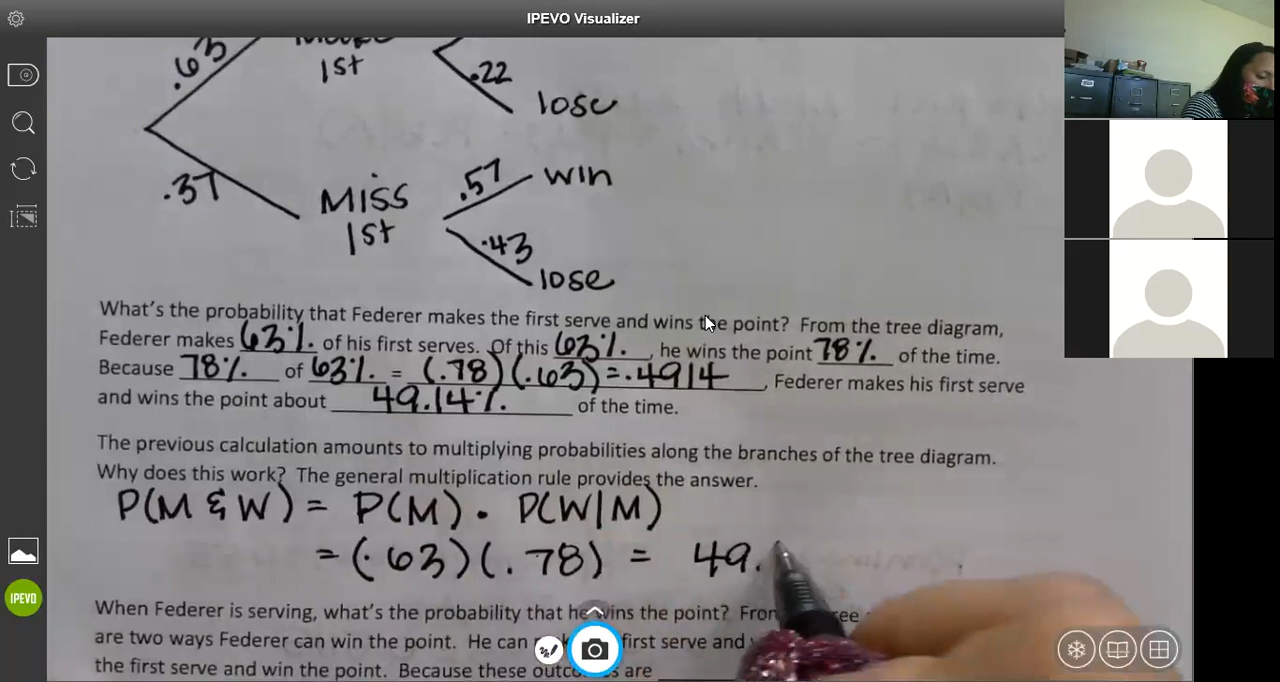 IPEVO Visualizer
.63
1st
.22
lose
.37
Miss
1st
.57
win
.43
lose
What's the probability that Federer makes the first serve and wins the point? From the tree diagram,
Federer makes 63%. of his first serves. Of this 63%. , he wins the point 78%. of the time.
Because 78%. of 63%. = (.78)(.63) = .4914 , Federer makes his first serve
and wins the point about 49.14%. of the time.
The previous calculation amounts to multiplying probabilities along the branches of the tree diagram.
Why does this work? The general multiplication rule provides the answer.
P(M & W) = P(M) • P(W|M)
= (.63)(.78) = 49.
When Federer is serving, what's the probability that he wins the point? From
are two ways Federer can win the point. He can first serve and
the first serve and win the point. Because these are
IPEVO